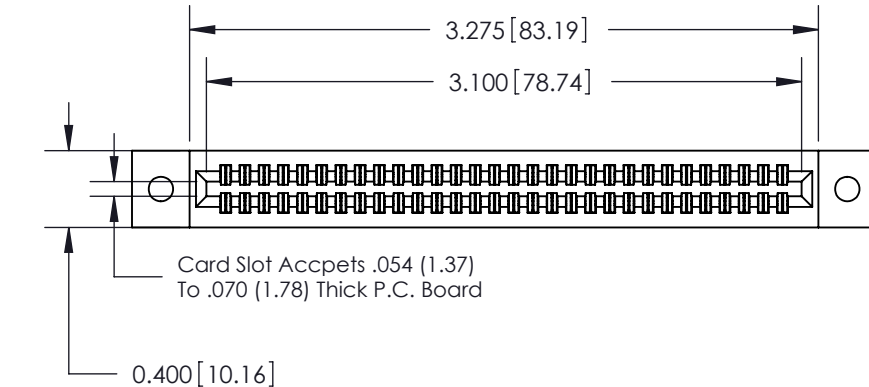 3.275[83.19]
3.100[78.74]
Card Slot Accpets .054 (1.37)
To .070 (1.78) Thick P.C. Board
0.400[10.16]